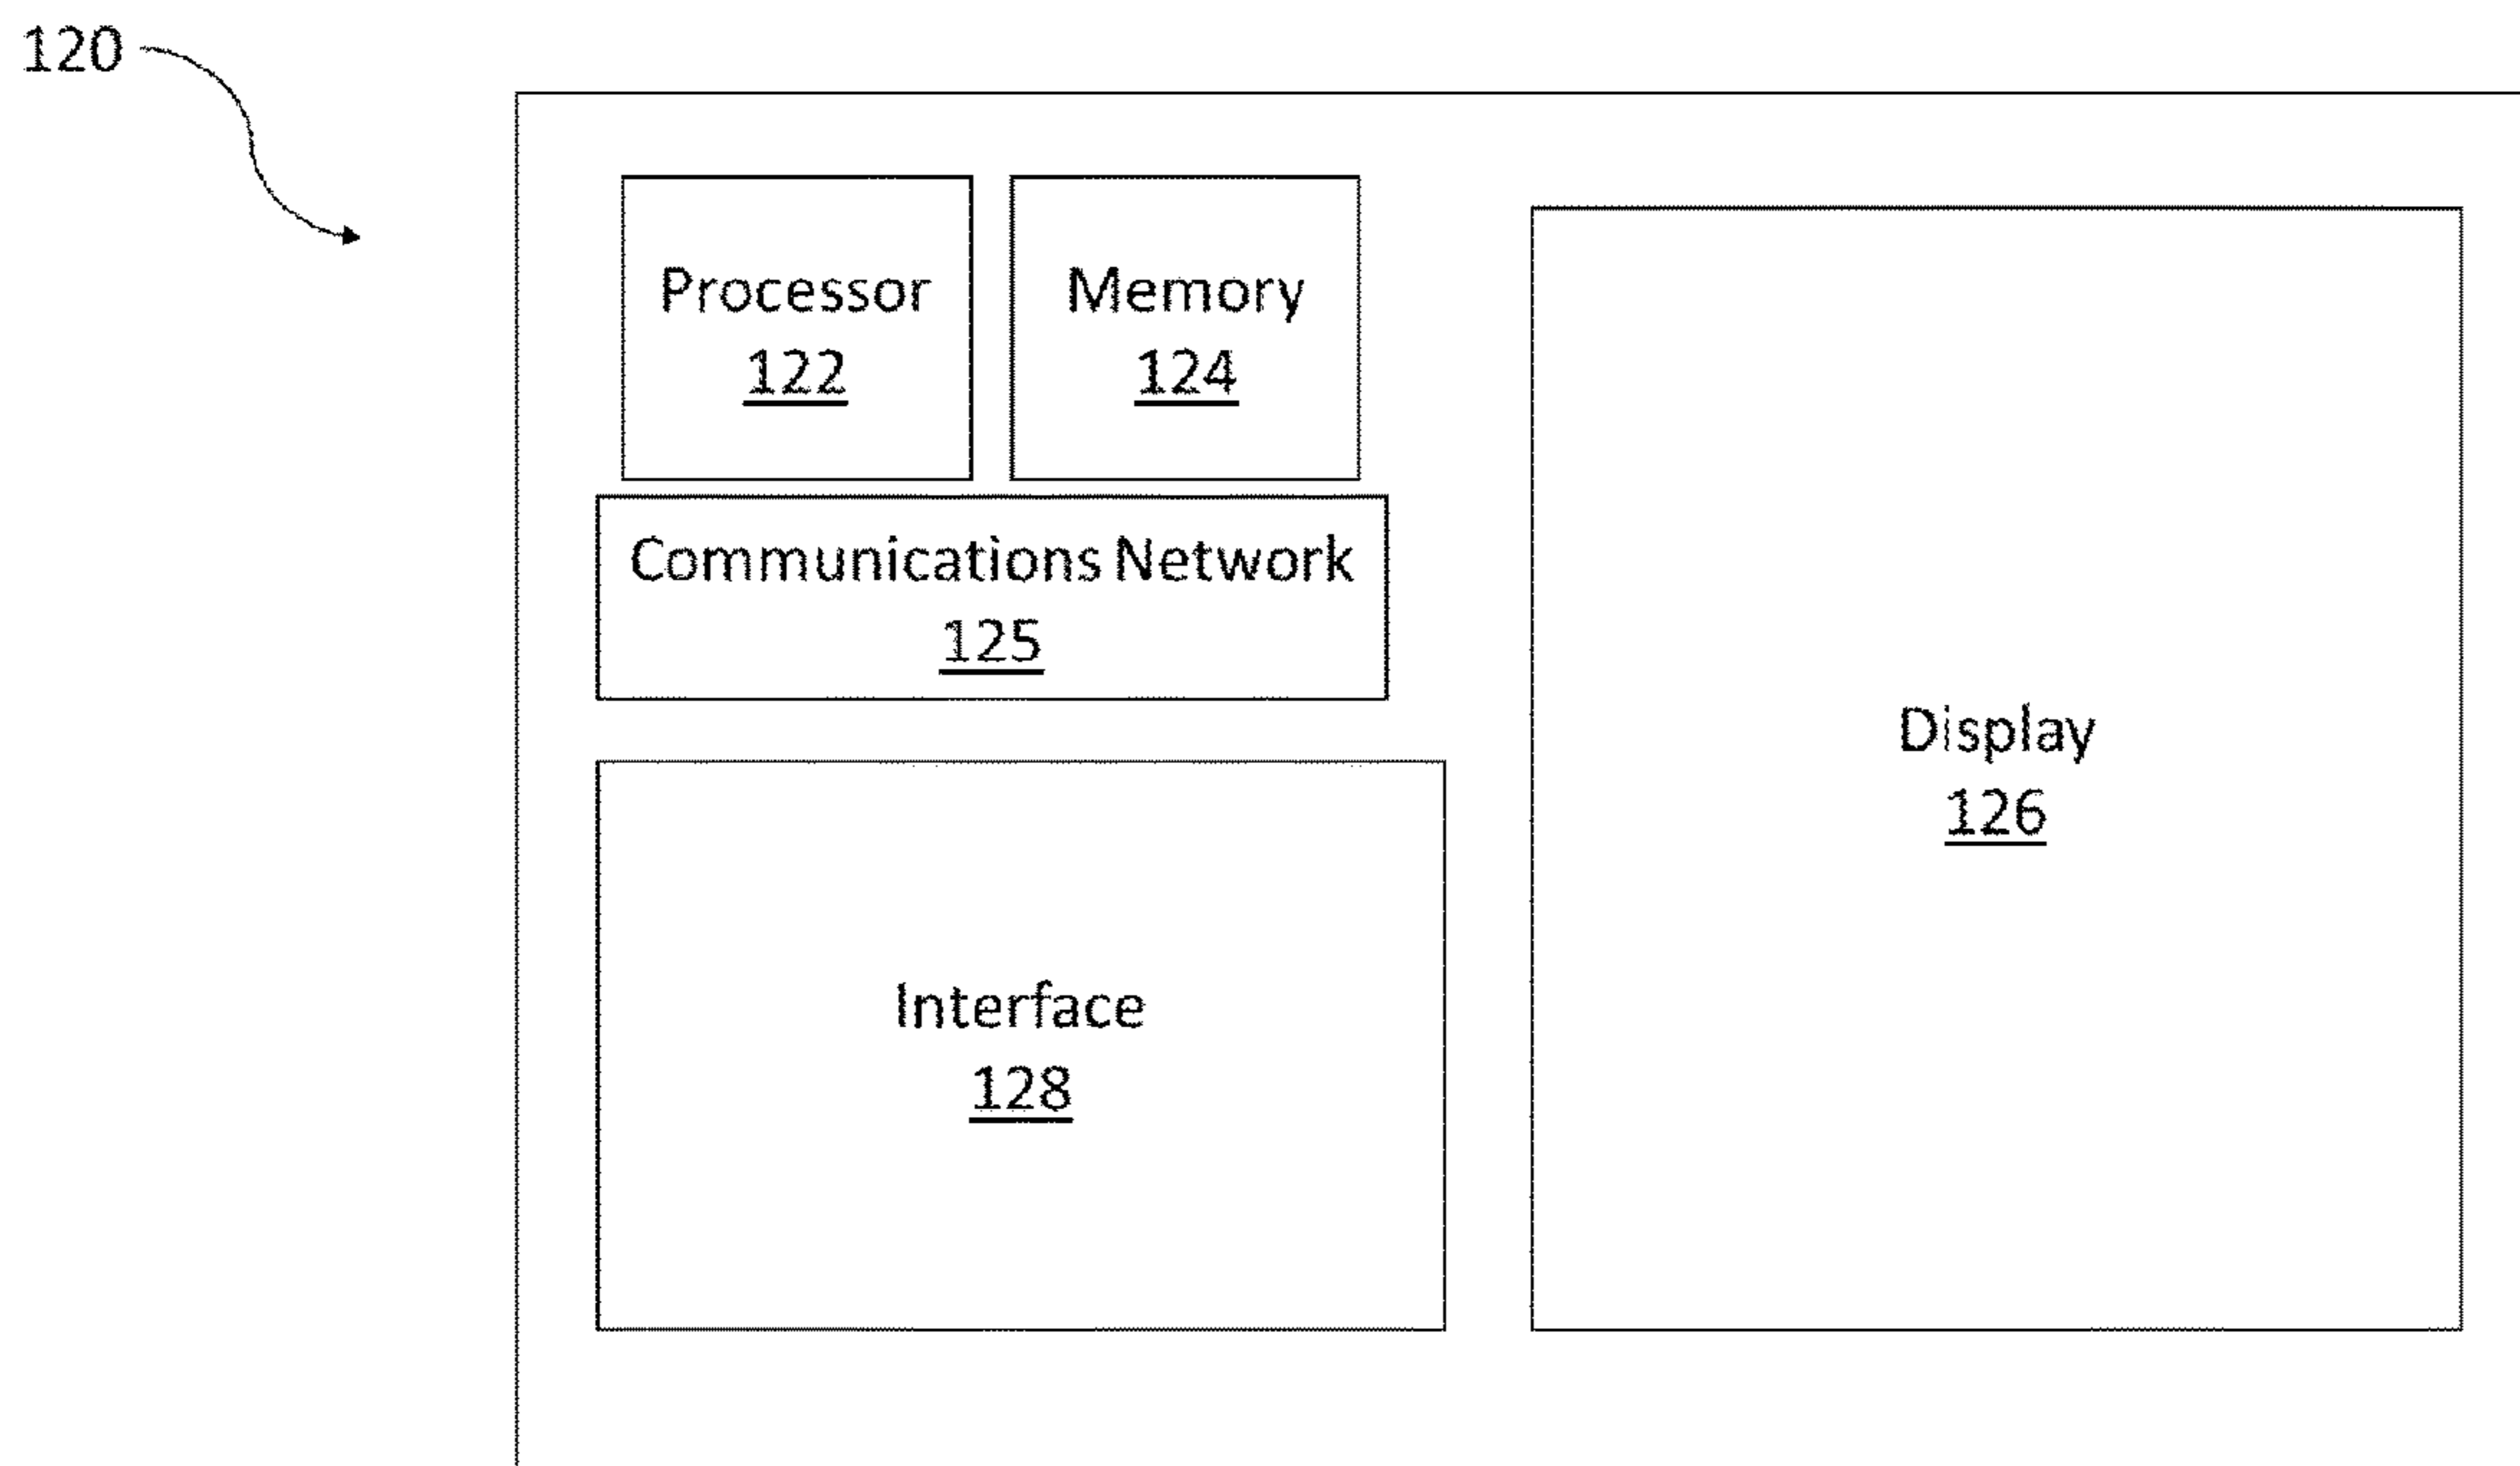 120
Processor
122
Memory
124
Communications Network
125
Display
126
Interface
128